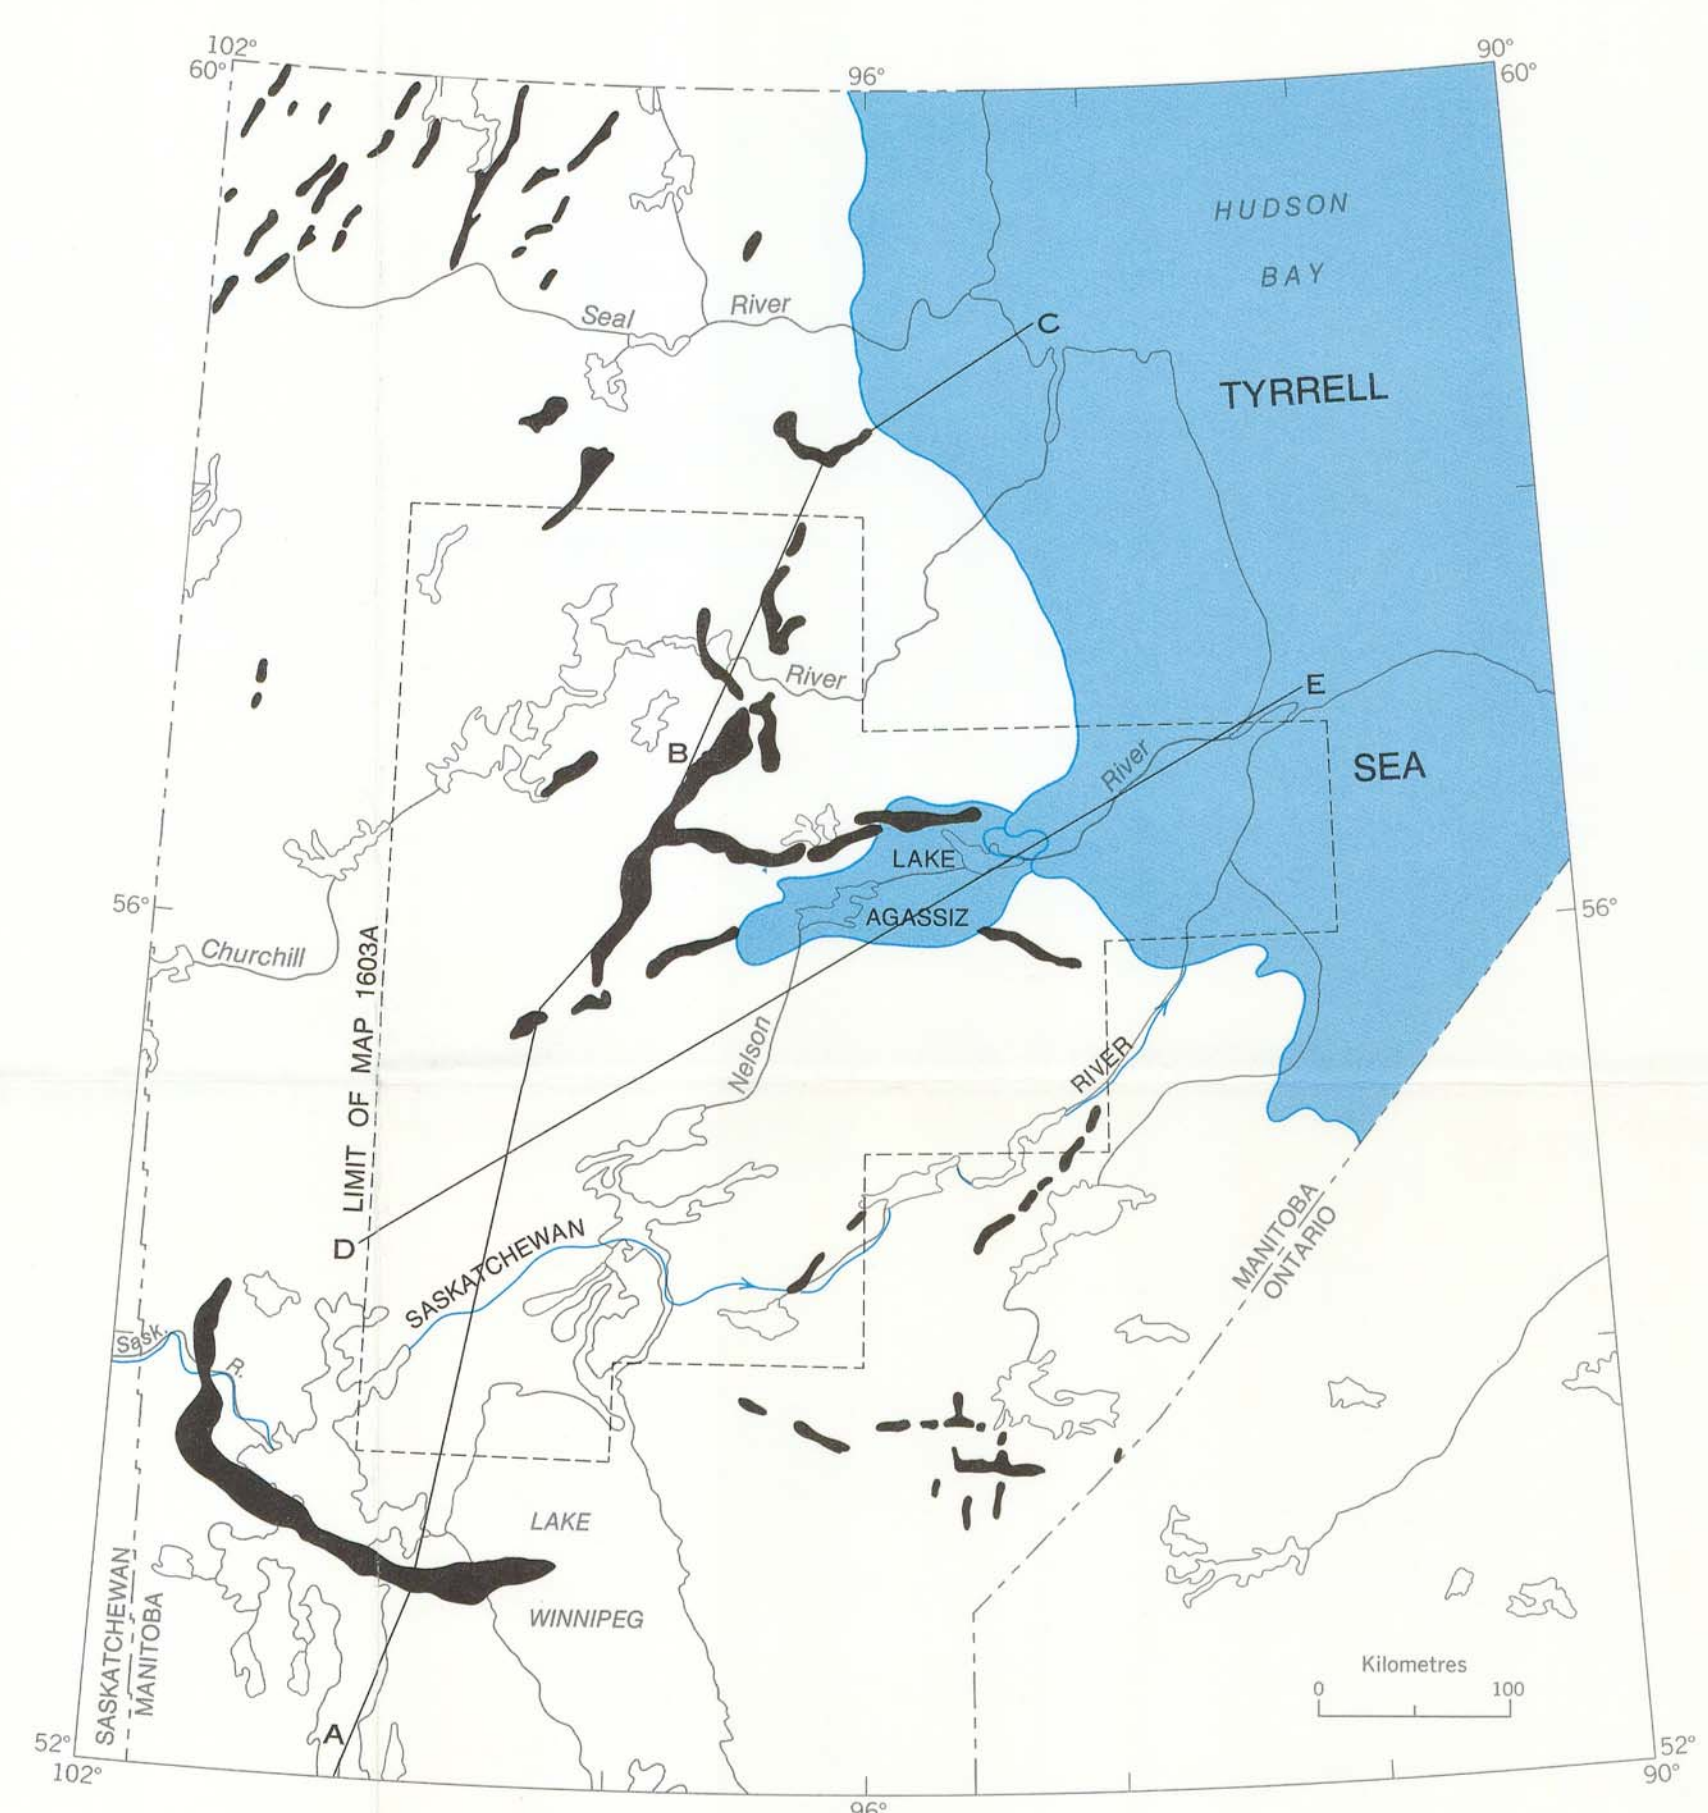 102°
60°
96°
90°
60°
HUDSON
BAY
Seal
River
C
TYRRELL
River
E
B
River
SEA
LAKE
AGASSIZ
56°
56°
Churchill
LIMIT OF MAP 1603A
Nelson
RIVER
D
SASKATCHEWAN
MANITOBA
ONTARIO
Sask.
R.
LAKE
WINNIPEG
SASKATCHEWAN
MANITOBA
Kilometres
0 100
A
52°
102°
96°
52°
90°